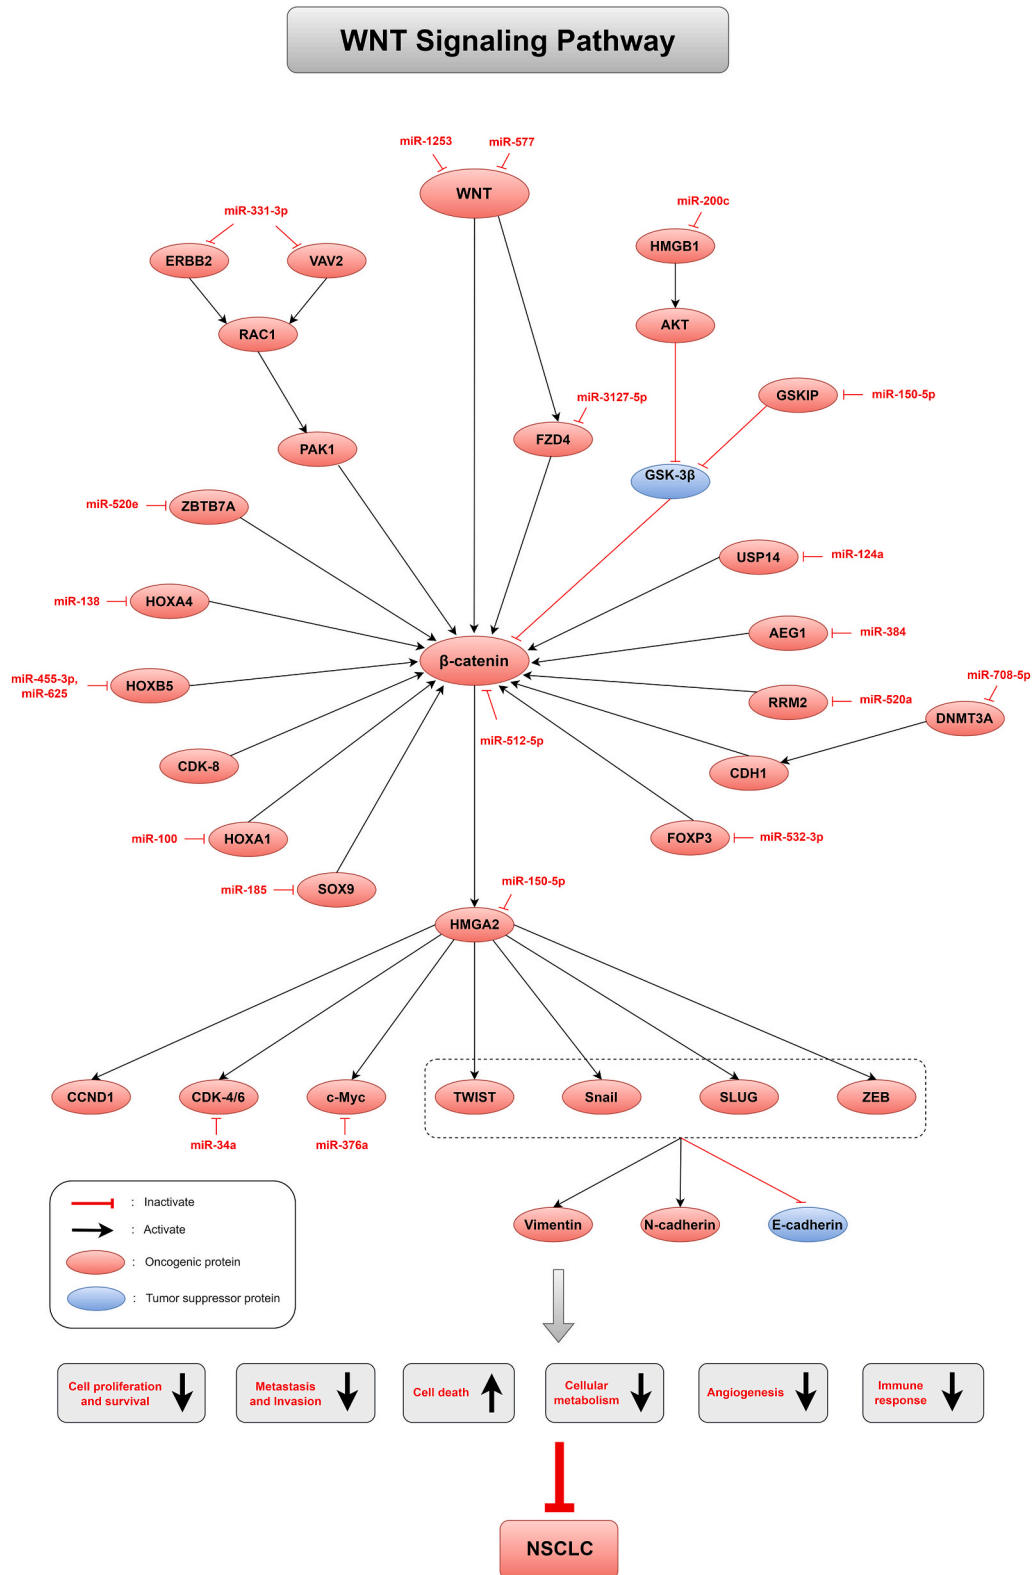 WNT Signaling Pathway
miR-1253
miR-577
WNT
miR-331-3p
miR-200c
ERBB2
VAV2
HMGB1
RAC1
AKT
GSKIP
miR-150-5p
miR-3127-5p
PAK1
FZD4
GSK-3β
miR-520e
ZBTB7A
USP14
miR-124a
miR-138
HOXA4
AEG1
miR-384
β-catenin
miR-455-3p,
miR-625
HOXB5
miR-708-5p
RRM2
miR-520a
DNMT3A
miR-512-5p
CDK-8
CDH1
miR-100
HOXA1
FOXP3
miR-532-3p
miR-185
SOX9
miR-150-5p
HMGA2
CCND1
CDK-4/6
c-Myc
TWIST
Snail
SLUG
ZEB
miR-34a
miR-376a
: Inactivate
: Activate
: Oncogenic protein
: Tumor suppressor protein
Vimentin
N-cadherin
E-cadherin
Cell proliferation
and survival
Metastasis
and Invasion
Cell death
Cellular
metabolism
Angiogenesis
Immune
response
NSCLC